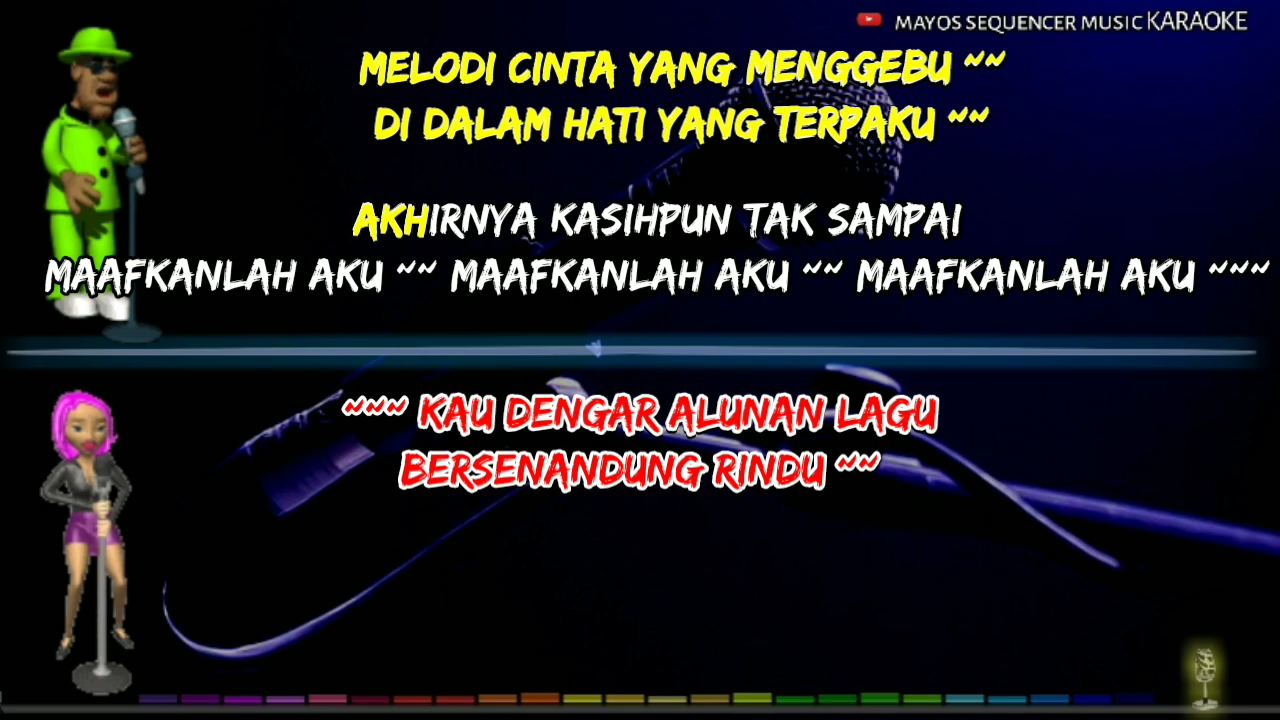 MAYOS SEQUENCER MUSIC KARAOKE
MELODI CINTA YANG MENGGEBU ~~
DI DALAM HATI YANG TERPAKU ~~
AKHIRNYA KASIHPUN TAK SAMPAI
MAAFKANLAH AKU ~~ MAAFKANLAH AKU ~~ MAAFKANLAH AKU ~~~
~~~ KAU DENGAR ALUNAN LAGU
BERSENANDUNG RINDU ~~